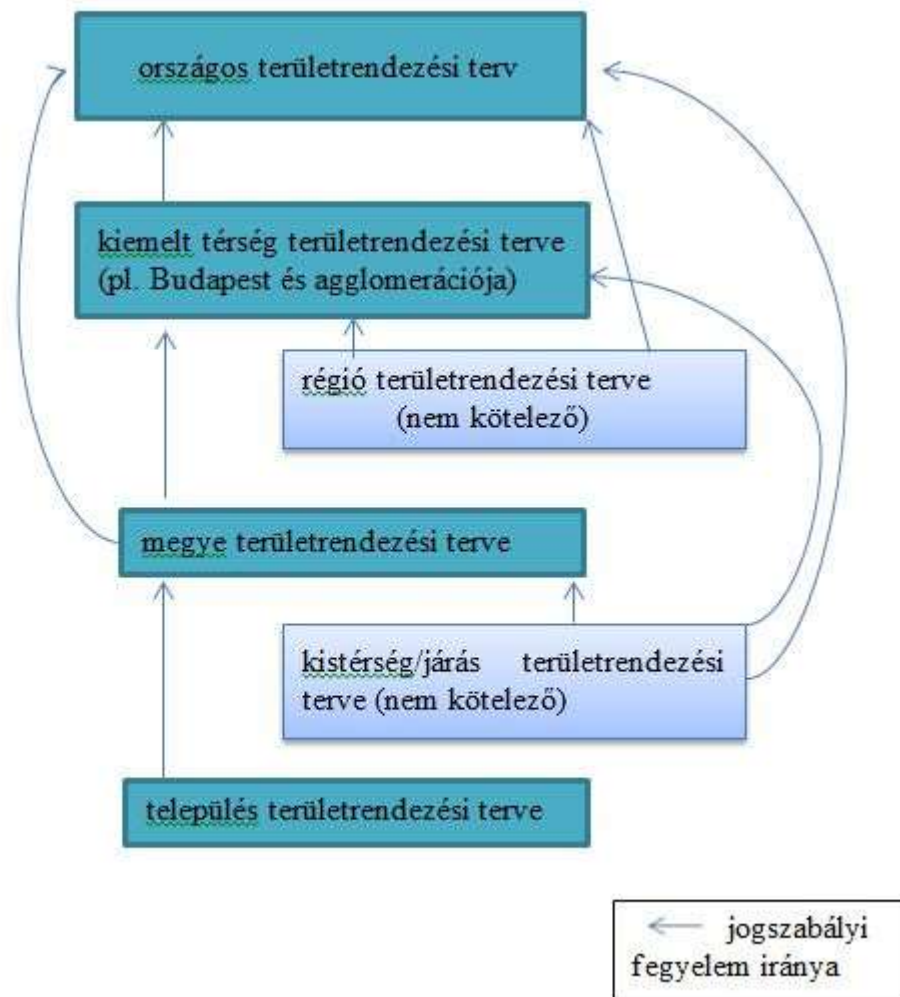 országos területrendezési terv
kiemelt térség területrendezési terve
(pl. Budapest és agglomerációja)
régió területrendezési terve
(nem kötelező)
megye területrendezési terve
kistérség/járás területrendezési
terve (nem kötelező)
település területrendezési terve
jogszabályi
fegyelem iránya